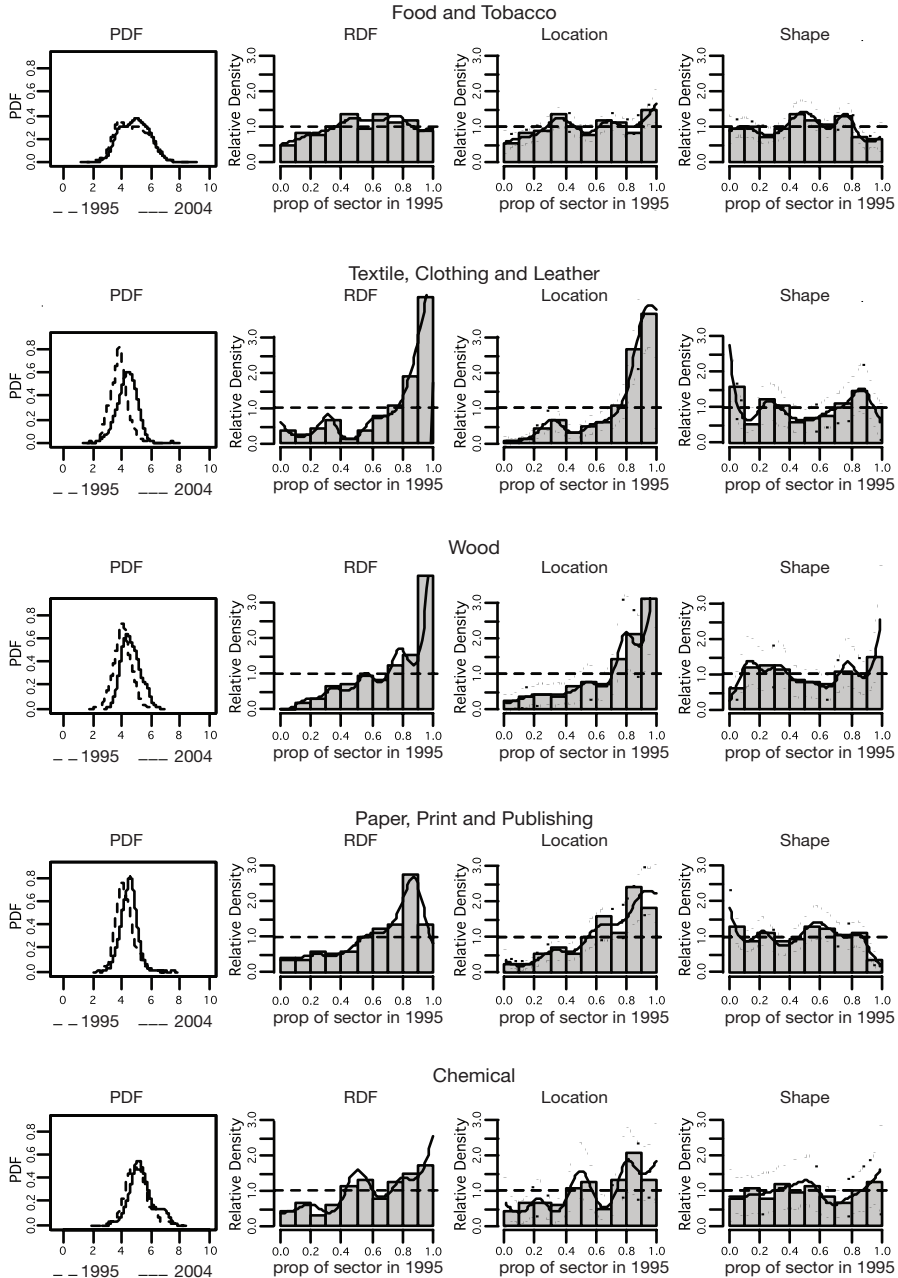 Food and Tobacco
PDF RDF Location Shape
PDF
0.0 0.2 0.4 0.6 0.8
0 2 4 6 8 10
_ _ 1995 ___ 2004
Relative Density
0.0 1.0 2.0 3.0
0.0 0.2 0.4 0.6 0.8 1.0
prop of sector in 1995
Relative Density
0.0 1.0 2.0 3.0
0.0 0.2 0.4 0.6 0.8 1.0
prop of sector in 1995
Relative Density
0.0 1.0 2.0 3.0
0.0 0.2 0.4 0.6 0.8 1.0
prop of sector in 1995
Textile, Clothing and Leather
PDF RDF Location Shape
PDF
0.0 0.2 0.4 0.6 0.8
0 2 4 6 8 10
_ _ 1995 ___ 2004
Relative Density
0.0 1.0 2.0 3.0
0.0 0.2 0.4 0.6 0.8 1.0
prop of sector in 1995
Relative Density
0.0 1.0 2.0 3.0
0.0 0.2 0.4 0.6 0.8 1.0
prop of sector in 1995
Relative Density
0.0 1.0 2.0 3.0
0.0 0.2 0.4 0.6 0.8 1.0
prop of sector in 1995
Wood
PDF RDF Location Shape
PDF
0.0 0.2 0.4 0.6 0.8
0 2 4 6 8 10
_ _ 1995 ___ 2004
Relative Density
0.0 1.0 2.0 3.0
0.0 0.2 0.4 0.6 0.8 1.0
prop of sector in 1995
Relative Density
0.0 1.0 2.0 3.0
0.0 0.2 0.4 0.6 0.8 1.0
prop of sector in 1995
Relative Density
0.0 1.0 2.0 3.0
0.0 0.2 0.4 0.6 0.8 1.0
prop of sector in 1995
Paper, Print and Publishing
PDF RDF Location Shape
PDF
0.0 0.2 0.4 0.6 0.8
0 2 4 6 8 10
_ _ 1995 ___ 2004
Relative Density
0.0 1.0 2.0 3.0
0.0 0.2 0.4 0.6 0.8 1.0
prop of sector in 1995
Relative Density
0.0 1.0 2.0 3.0
0.0 0.2 0.4 0.6 0.8 1.0
prop of sector in 1995
Relative Density
0.0 1.0 2.0 3.0
0.0 0.2 0.4 0.6 0.8 1.0
prop of sector in 1995
Chemical
PDF RDF Location Shape
PDF
0.0 0.2 0.4 0.6 0.8
0 2 4 6 8 10
_ _ 1995 ___ 2004
Relative Density
0.0 1.0 2.0 3.0
0.0 0.2 0.4 0.6 0.8 1.0
prop of sector in 1995
Relative Density
0.0 1.0 2.0 3.0
0.0 0.2 0.4 0.6 0.8 1.0
prop of sector in 1995
Relative Density
0.0 1.0 2.0 3.0
0.0 0.2 0.4 0.6 0.8 1.0
prop of sector in 1995